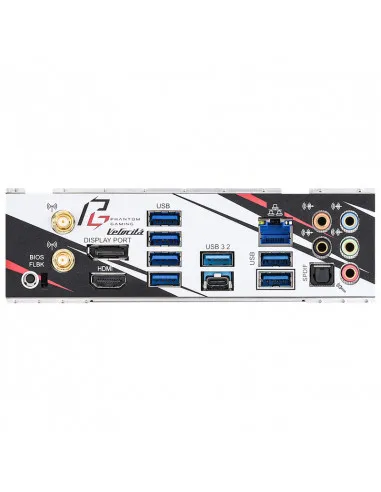 USB
PHANTOM
GAMING
Velocita
DISPLAY PORT
USB 3.2
BIOS
FLBK
HDMI
USB
SPDIF